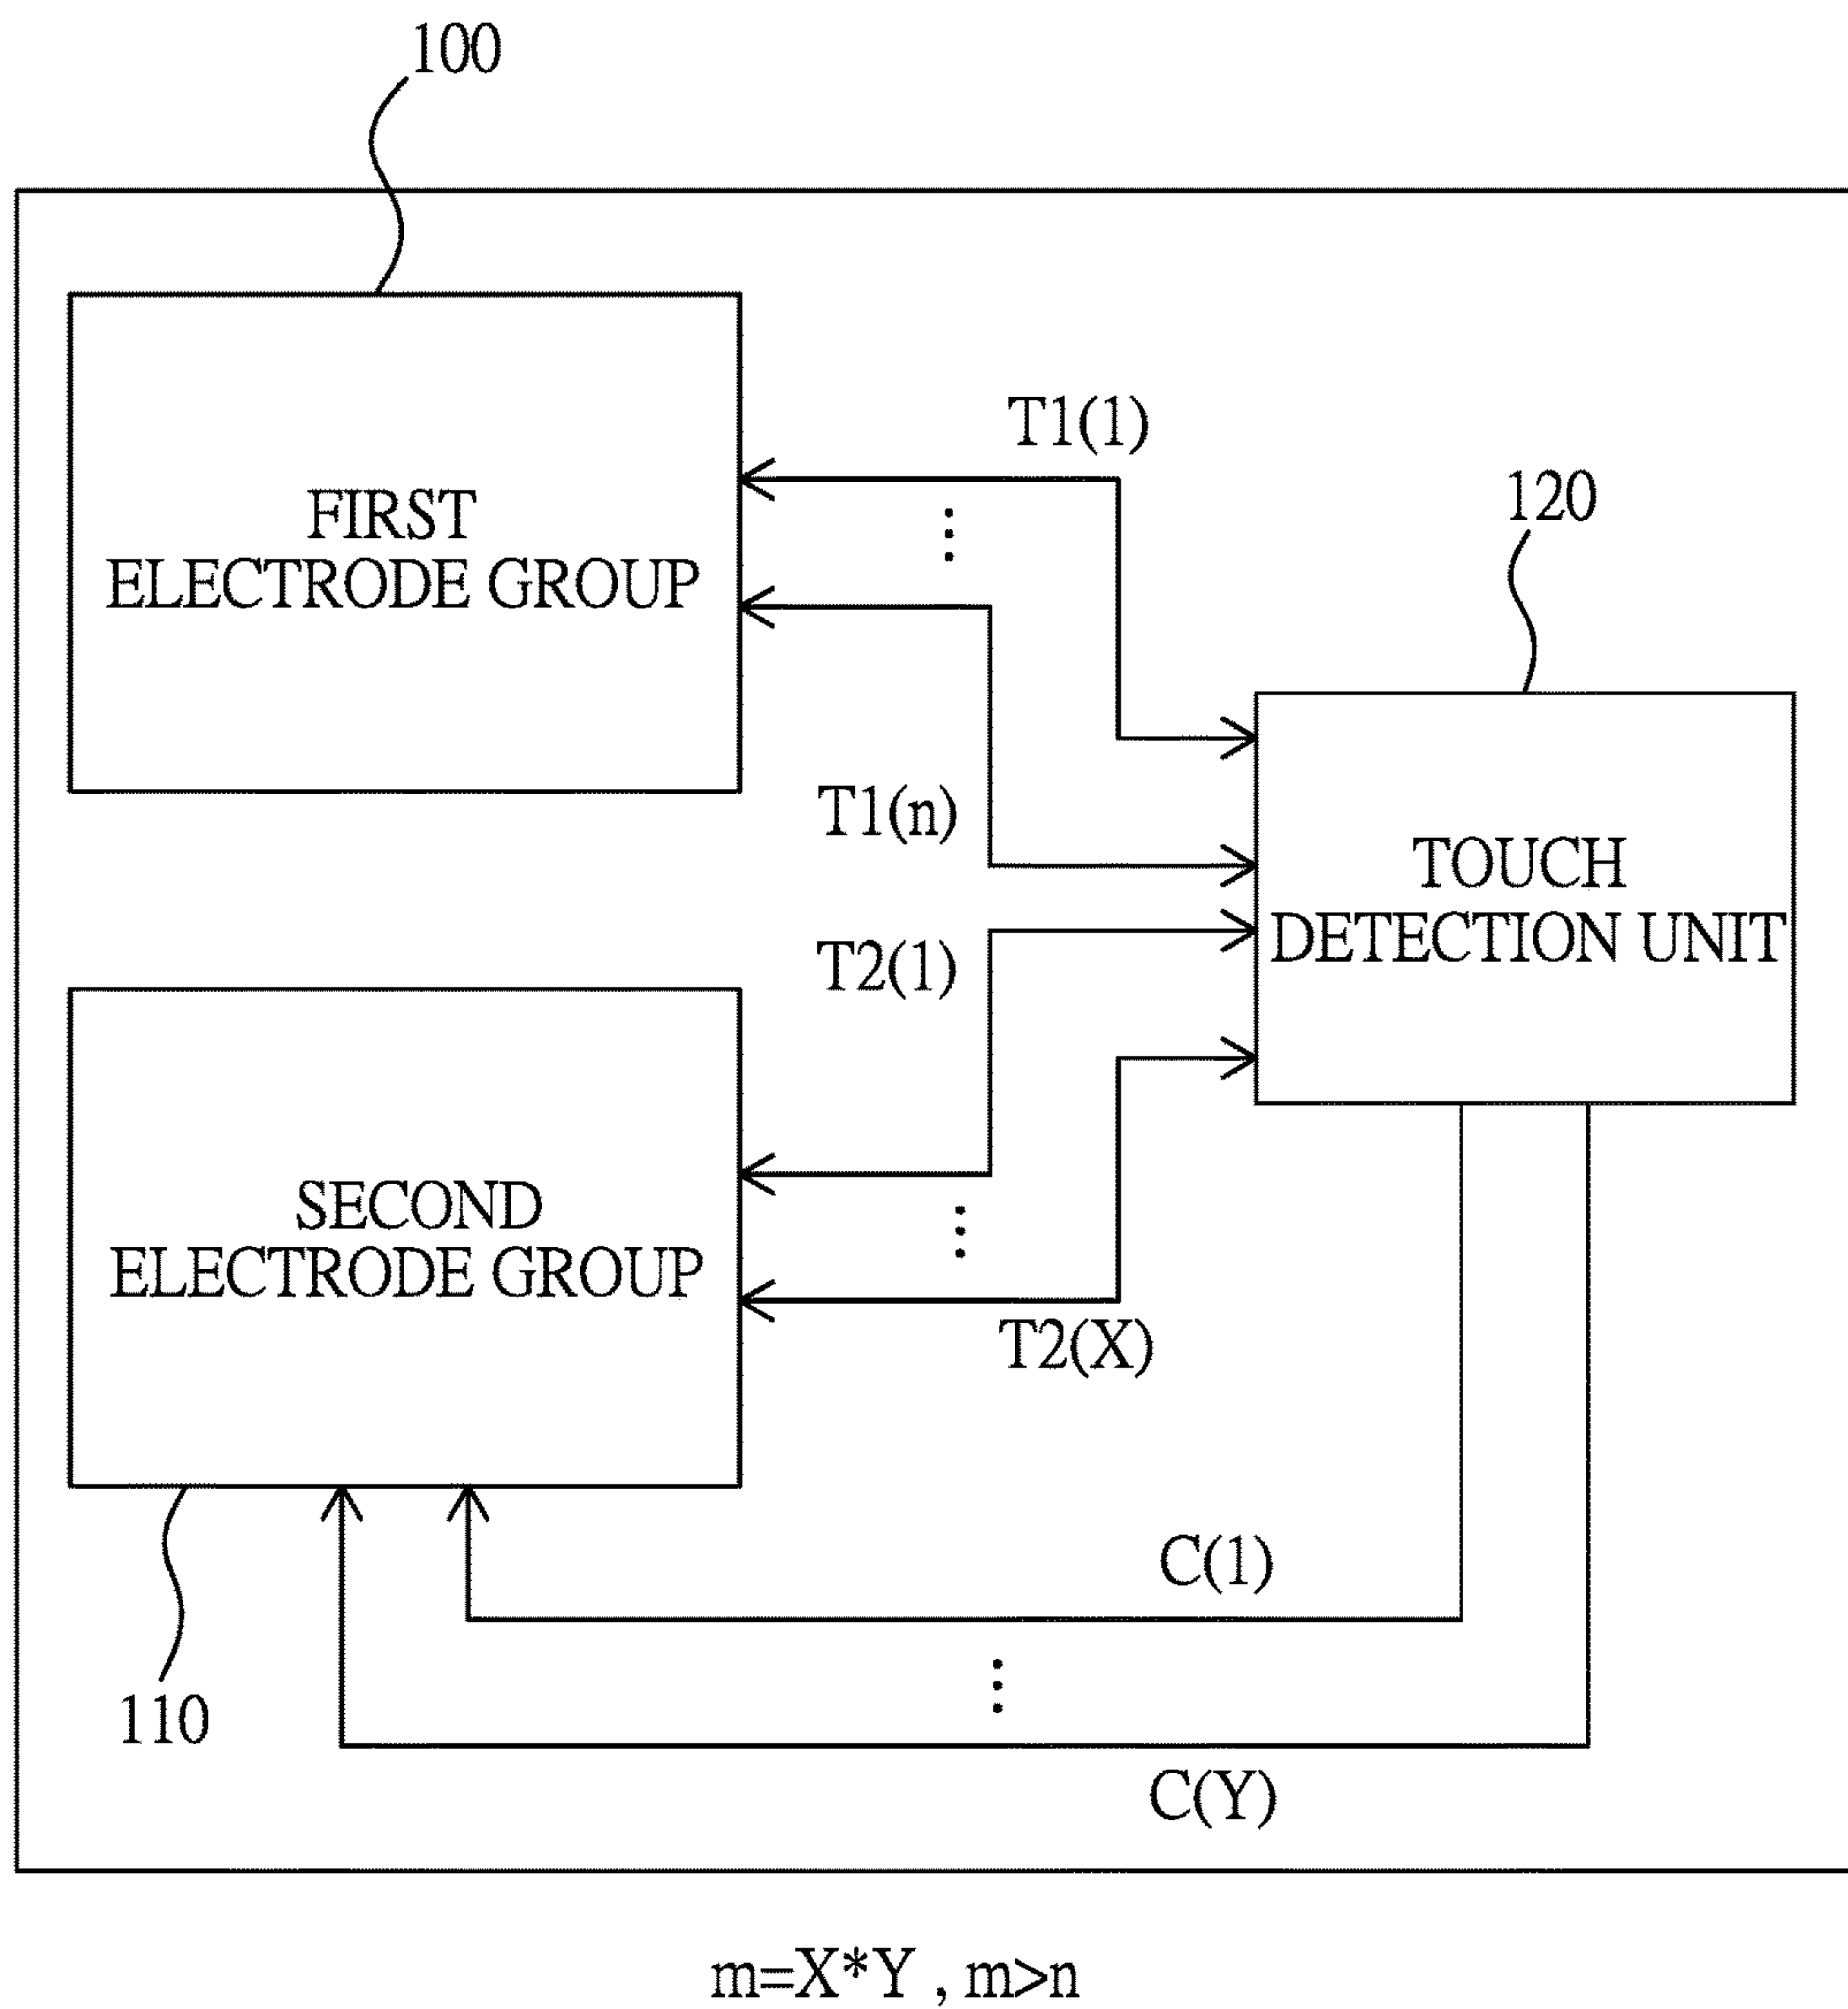 100
T1(1)
FIRST
ELECTRODE GROUP
120
T1(n)
TOUCH
DETECTION UNIT
T2(1)
SECOND
ELECTRODE GROUP
T2(X)
C(1)
110
C(Y)
m=X*Y , m>n